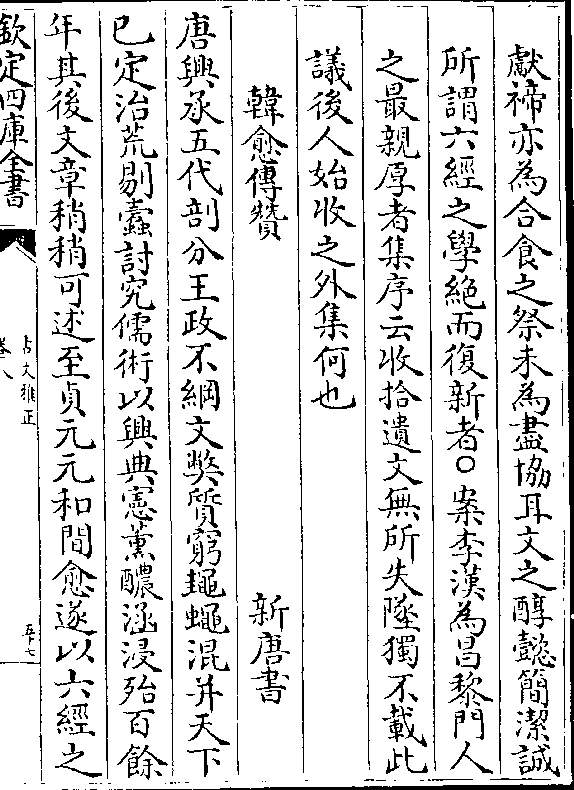 獻禘亦為合食之祭未為盡協耳文之醇懿簡潔誠
所謂六經之學絶而復新者○案李漢為昌黎門人
之最親厚者集序云收拾遺文無所失墜獨不載此
議後人始收之外集何也
韓愈傳贊 新唐書
唐興承五代剖分王政不綱文弊質窮䵷蠅混并天下
已定治荒剔蠹討究儒術以興典憲薰醲涵浸殆百餘
年其後文章稍稍可述至貞元元和間愈遂以六經之
欽定四庫全書
古文雅正
卷八
五十七